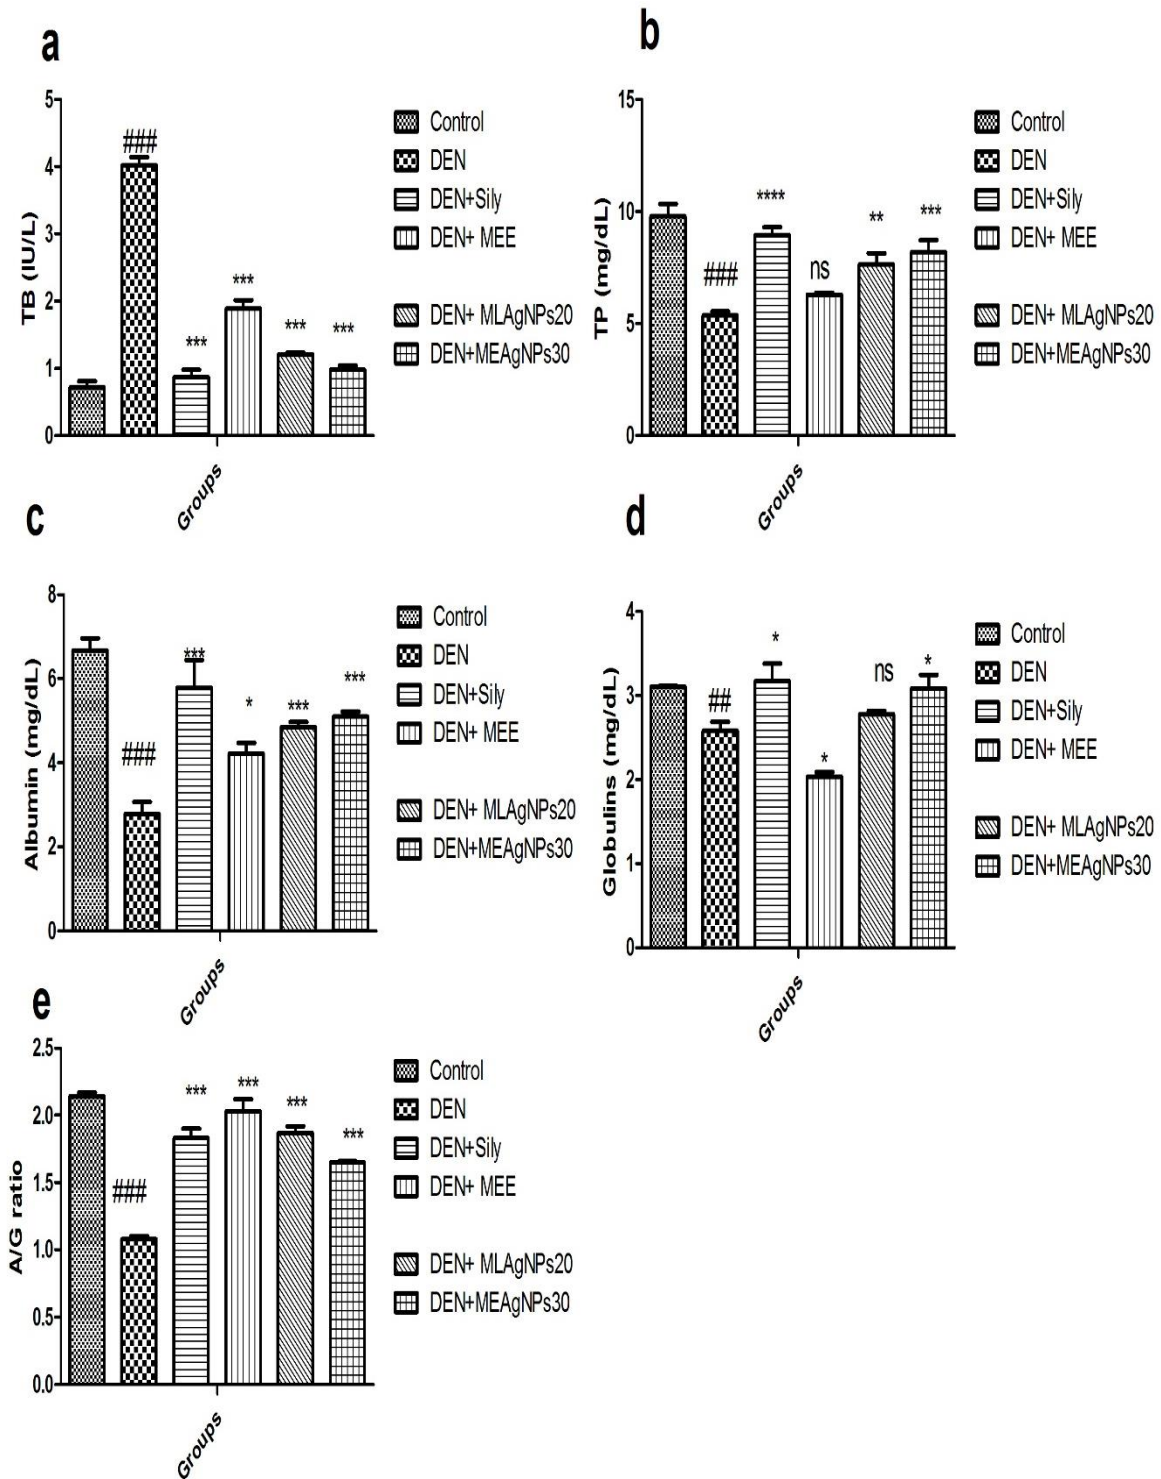 a
TB (IU/L)
5
4
3
2
1
0
###
***
***
***
***
Groups
Control
DEN
DEN+Sily
DEN+ MEE
DEN+ MLAgNPs20
DEN+MEAgNPs30
b
TP (mg/dL)
15
10
5
0
###
****
ns
**
***
Groups
Control
DEN
DEN+Sily
DEN+ MEE
DEN+ MLAgNPs20
DEN+MEAgNPs30
c
Albumin (mg/dL)
8
6
4
2
0
###
***
*
***
***
Groups
Control
DEN
DEN+Sily
DEN+ MEE
DEN+ MLAgNPs20
DEN+MEAgNPs30
d
Globulins (mg/dL)
4
3
2
1
0
##
*
*
ns
*
Groups
Control
DEN
DEN+Sily
DEN+ MEE
DEN+ MLAgNPs20
DEN+MEAgNPs30
e
A/G ratio
2.5
2.0
1.5
1.0
0.5
0.0
###
***
***
***
***
Groups
Control
DEN
DEN+Sily
DEN+ MEE
DEN+ MLAgNPs20
DEN+MEAgNPs30